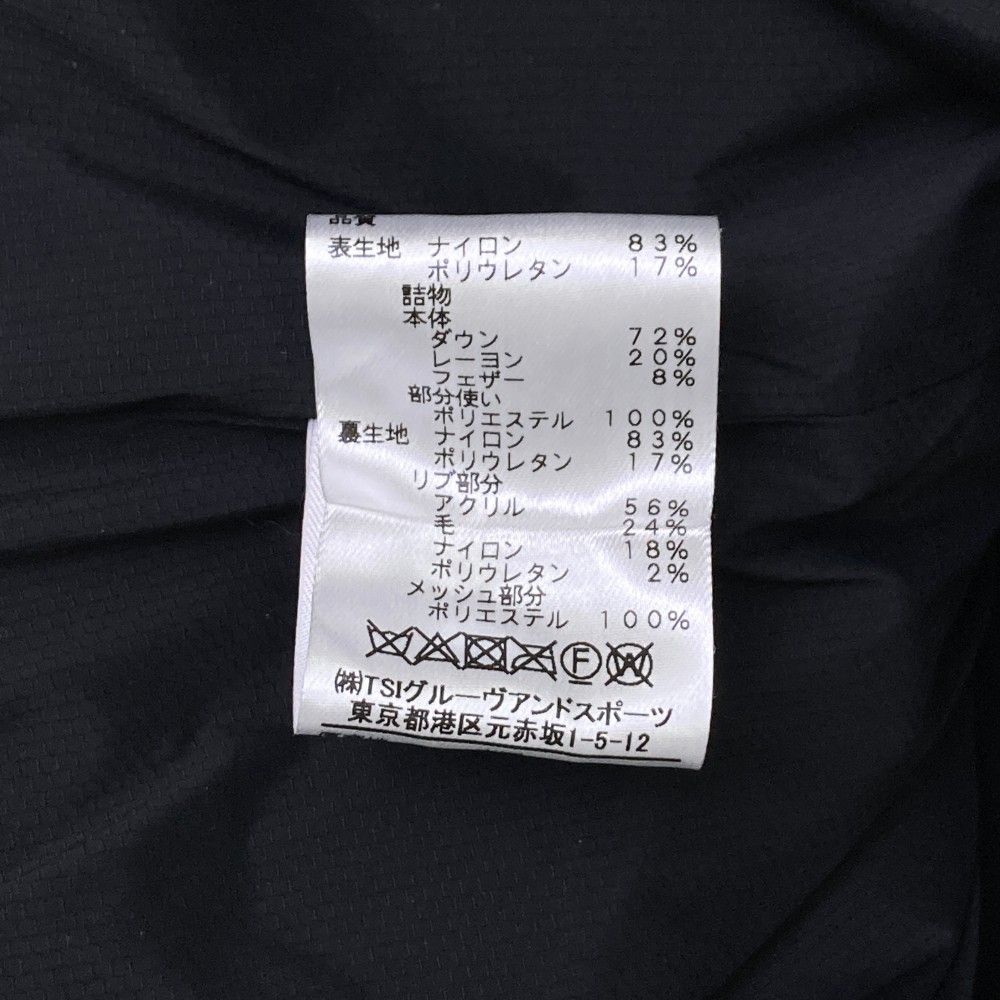 品質
表生地 ナイロン 83%
ポリウレタン 17%
詰物
本体
ダウン 72%
レーヨン 20%
フェザー 8%
部分使い
ポリエステル 100%
裏生地 ナイロン 83%
ポリウレタン 17%
リブ部分
アクリル 56%
毛 24%
ナイロン 18%
ポリウレタン 2%
メッシュ部分
ポリエステル 100%
F W
㈱TSIグルーヴアンドスポーツ
東京都港区元赤坂1-5-12